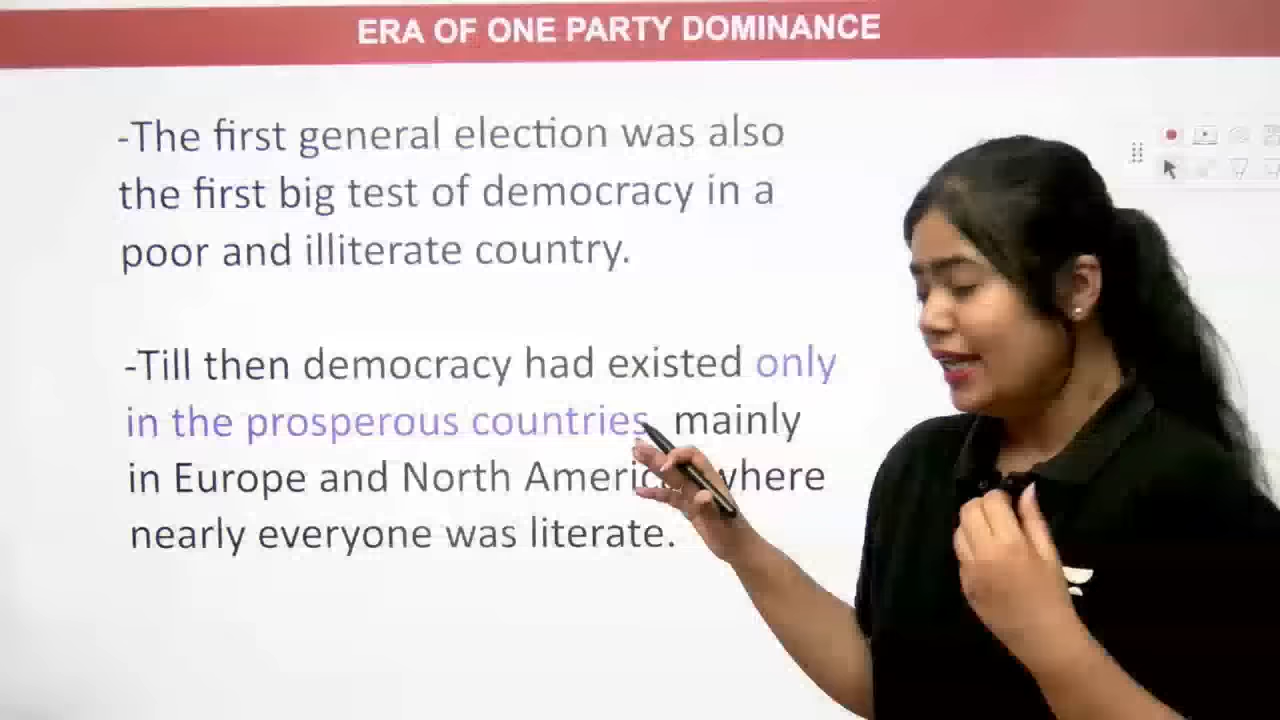 ERA OF ONE PARTY DOMINANCE
-The first general election was also
the first big test of democracy in a
poor and illiterate country.
-Till then democracy had existed only
in the prosperous countries, mainly
in Europe and North America where
nearly everyone was literate.